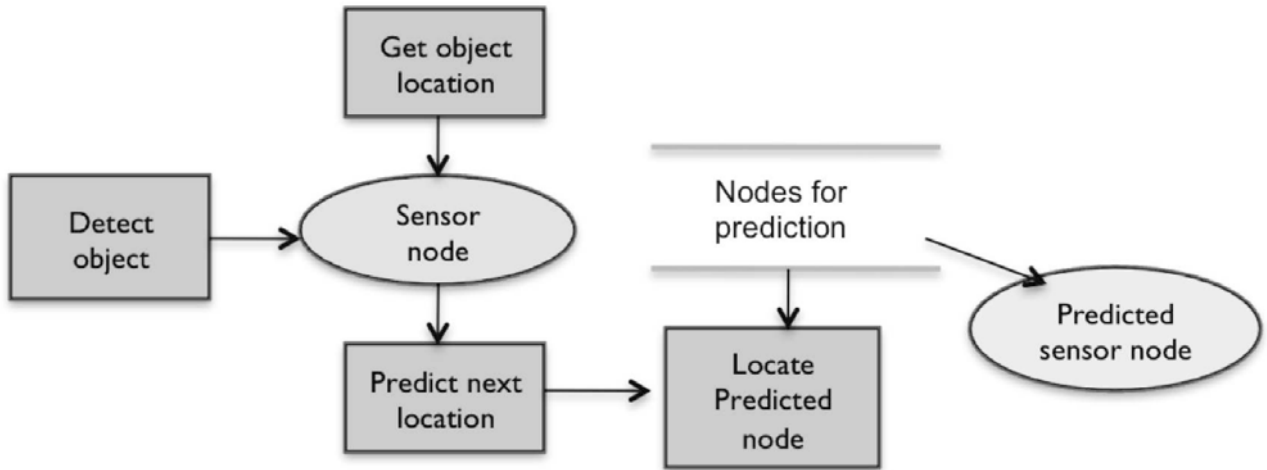 Get object
location
Detect
object
Sensor
node
Nodes for
prediction
Predicted
sensor node
Predict next
location
Locate
Predicted
node